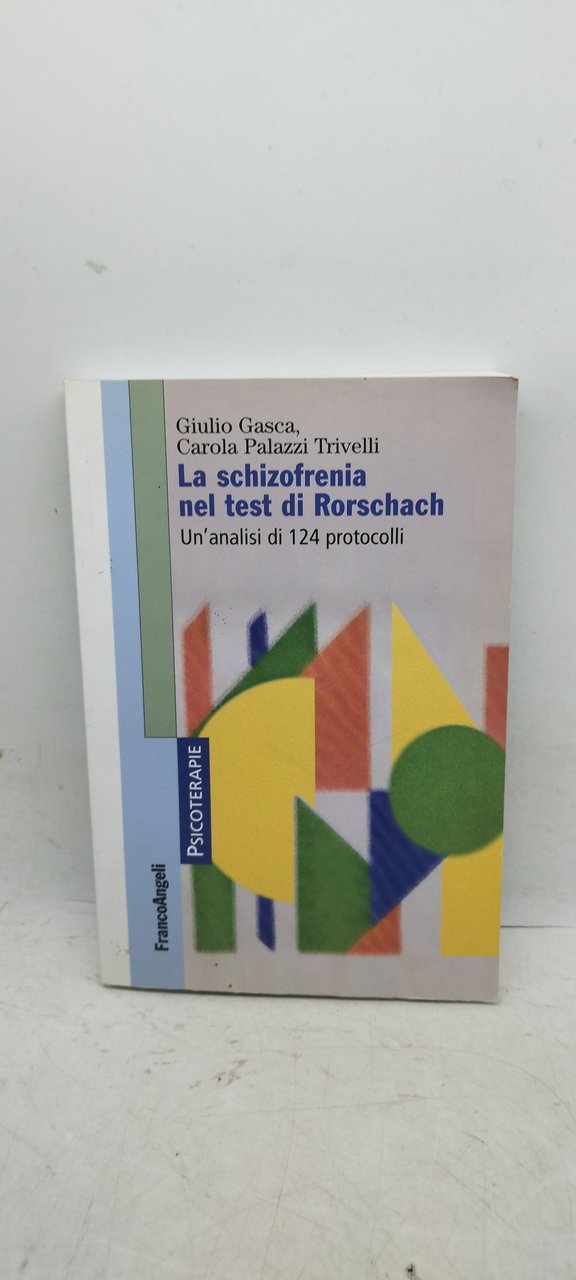 Giulio Gasca,
Carola Palazzi Trivelli
La schizofrenia
nel test di Rorschach
Un'analisi di 124 protocolli
PSICOTERAPIE
FrancoAngeli